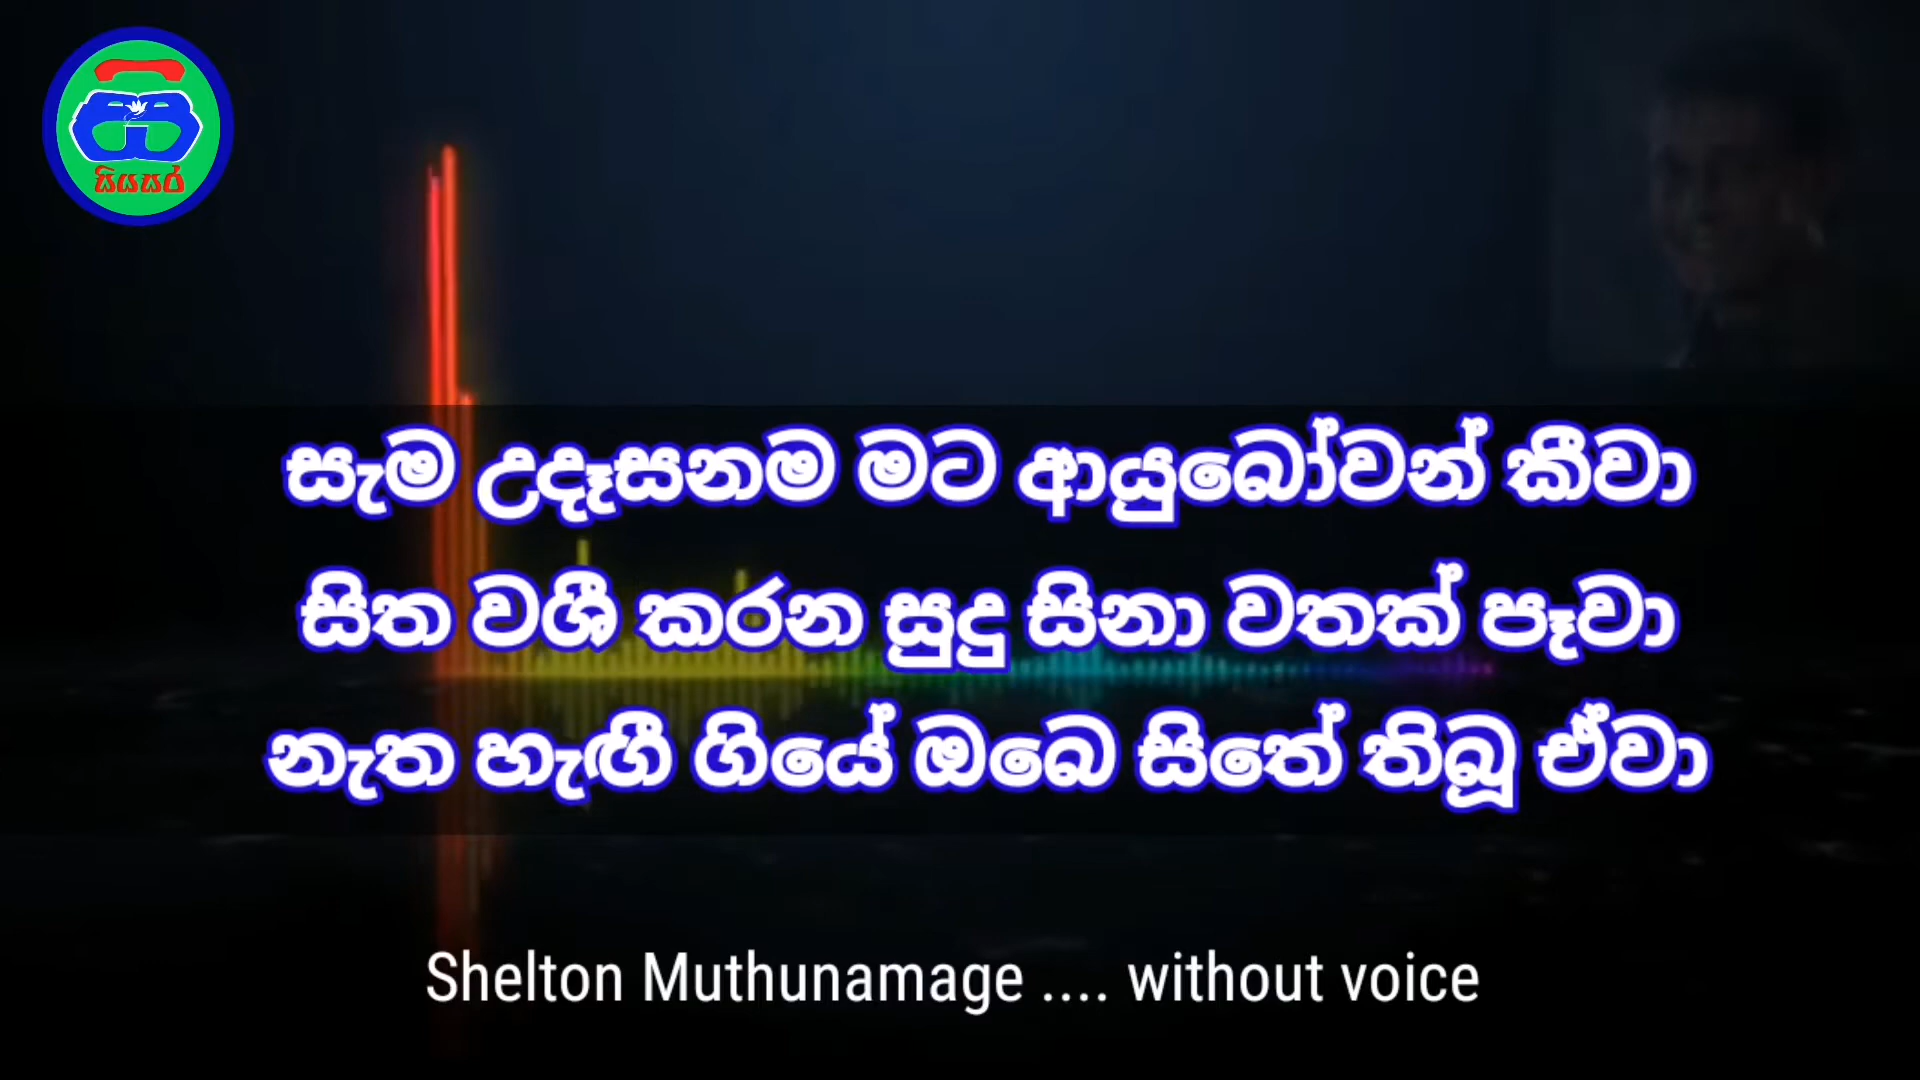 සියසර්
සැම උදෑසනම මට ආයුබෝවන් කීවා
සිත වශී කරන සුදු සිනා වතක් පෑවා
නැත හැඟී ගියේ ඔබෙ සිතේ තිබූ ඒවා
Shelton Muthunamage .... without voice